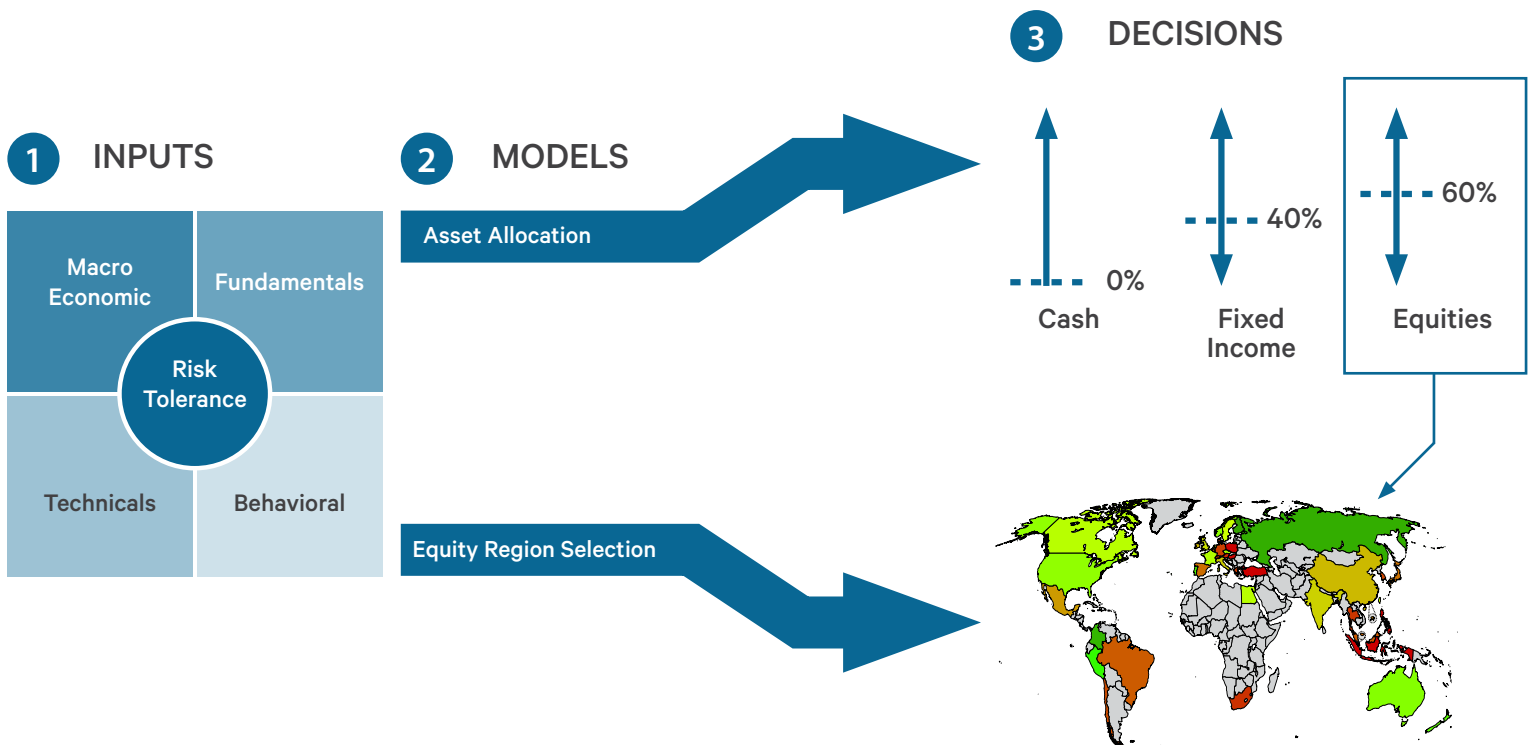 3 DECISIONS
1 INPUTS
2 MODELS
Macro
Economic
Fundamentals
Risk
Tolerance
Technicals
Behavioral
Asset Allocation
Equity Region Selection
0%
Cash
40%
Fixed
Income
60%
Equities